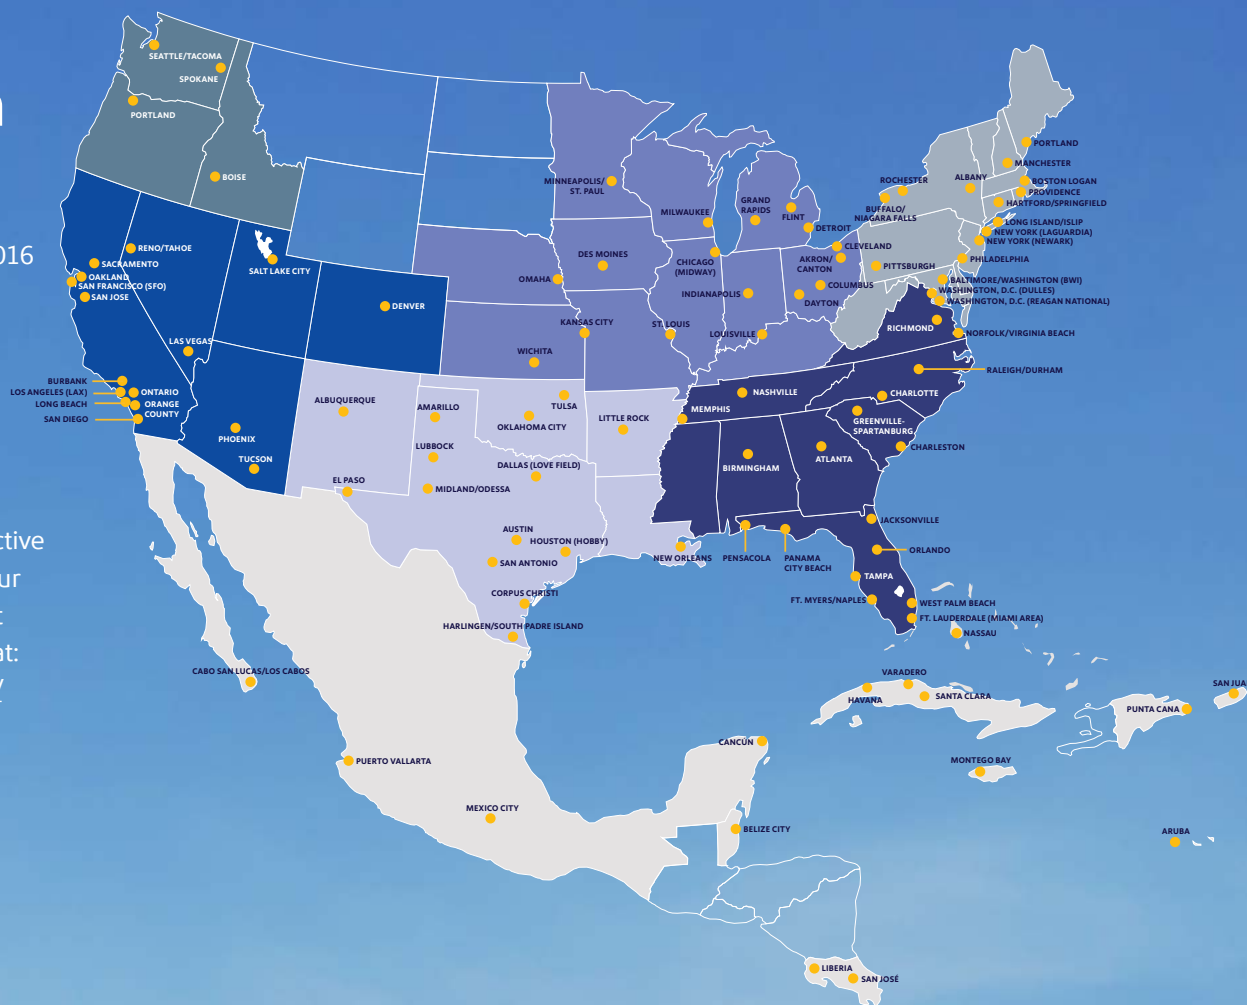 SEATTLE/TACOMA
SPOKANE
PORTLAND
BOISE
2016
RENO/TAHOE
SACRAMENTO
OAKLAND
SAN FRANCISCO (SFO)
SAN JOSE
SALT LAKE CITY
DENVER
LAS VEGAS
BURBANK
LOS ANGELES (LAX)
LONG BEACH
SAN DIEGO
ONTARIO
ORANGE
COUNTY
PHOENIX
TUCSON
ALBUQUERQUE
EL PASO
AMARILLO
LUBBOCK
MIDLAND/ODESSA
DALLAS (LOVE FIELD)
AUSTIN
HOUSTON (HOBBY)
SAN ANTONIO
CORPUS CHRISTI
HARLINGEN/SOUTH PADRE ISLAND
TULSA
OKLAHOMA CITY
LITTLE ROCK
NEW ORLEANS
WICHITA
KANSAS CITY
OMAHA
DES MOINES
MINNEAPOLIS/
ST. PAUL
MILWAUKEE
CHICAGO
(MIDWAY)
ST. LOUIS
INDIANAPOLIS
LOUISVILLE
GRAND
RAPIDS
FLINT
DETROIT
CLEVELAND
AKRON/
CANTON
COLUMBUS
DAYTON
ROCHESTER
BUFFALO/
NIAGARA FALLS
ALBANY
PITTSBURGH
PORTLAND
MANCHESTER
BOSTON LOGAN
PROVIDENCE
HARTFORD/SPRINGFIELD
LONG ISLAND/ISLIP
NEW YORK (LAGUARDIA)
NEW YORK (NEWARK)
PHILADELPHIA
BALTIMORE/WASHINGTON (BWI)
WASHINGTON, D.C. (DULLES)
WASHINGTON, D.C. (REAGAN NATIONAL)
RICHMOND
NORFOLK/VIRGINIA BEACH
RALEIGH/DURHAM
CHARLOTTE
GREENVILLE-
SPARTANBURG
CHARLESTON
NASHVILLE
MEMPHIS
BIRMINGHAM
ATLANTA
PENSACOLA
PANAMA
CITY BEACH
JACKSONVILLE
ORLANDO
TAMPA
FT. MYERS/NAPLES
WEST PALM BEACH
FT. LAUDERDALE (MIAMI AREA)
NASSAU
CABO SAN LUCAS/LOS CABOS
PUERTO VALLARTA
MEXICO CITY
CANCÚN
BELIZE CITY
VARADERO
HAVANA
SANTA CLARA
PUNTA CANA
SAN JUA
MONTEGO BAY
ARUBA
LIBERIA
SAN JOSÉ